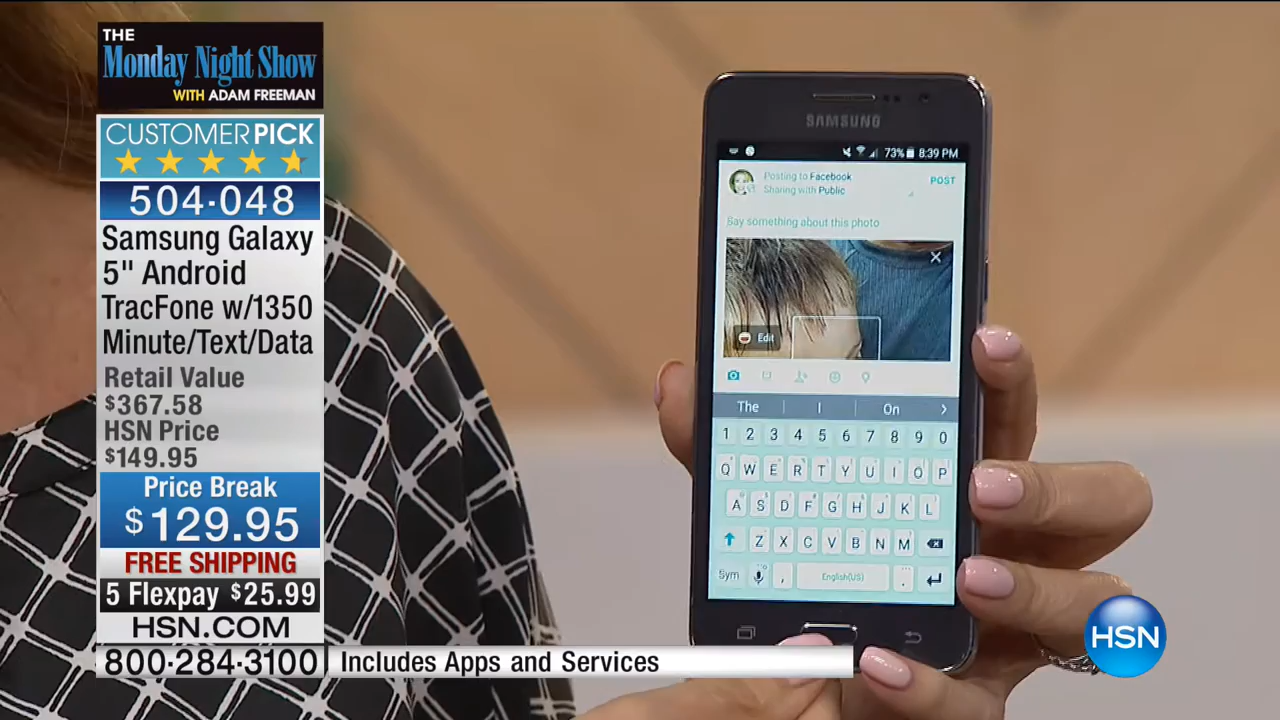 THE
Monday Night Show
WITH ADAM FREEMAN
CUSTOMER PICK
504·048
Samsung Galaxy
5" Android
TracFone w/1350
Minute/Text/Data
Retail Value
$367.58
HSN Price
$149.95
Price Break
$129.95
FREE SHIPPING
5 Flexpay $25.99
HSN.COM
800·284·3100
Includes Apps and Services
SAMSUNG
73% 8:39 PM
Posting to Facebook
Sharing with Public
POST
Say something about this photo
Edit
The I On
1 2 3 4 5 6 7 8 9 0
Q W E R T Y U I O P
A S D F G H J K L
Z X C V B N M
Sym , English(US) .
HSN